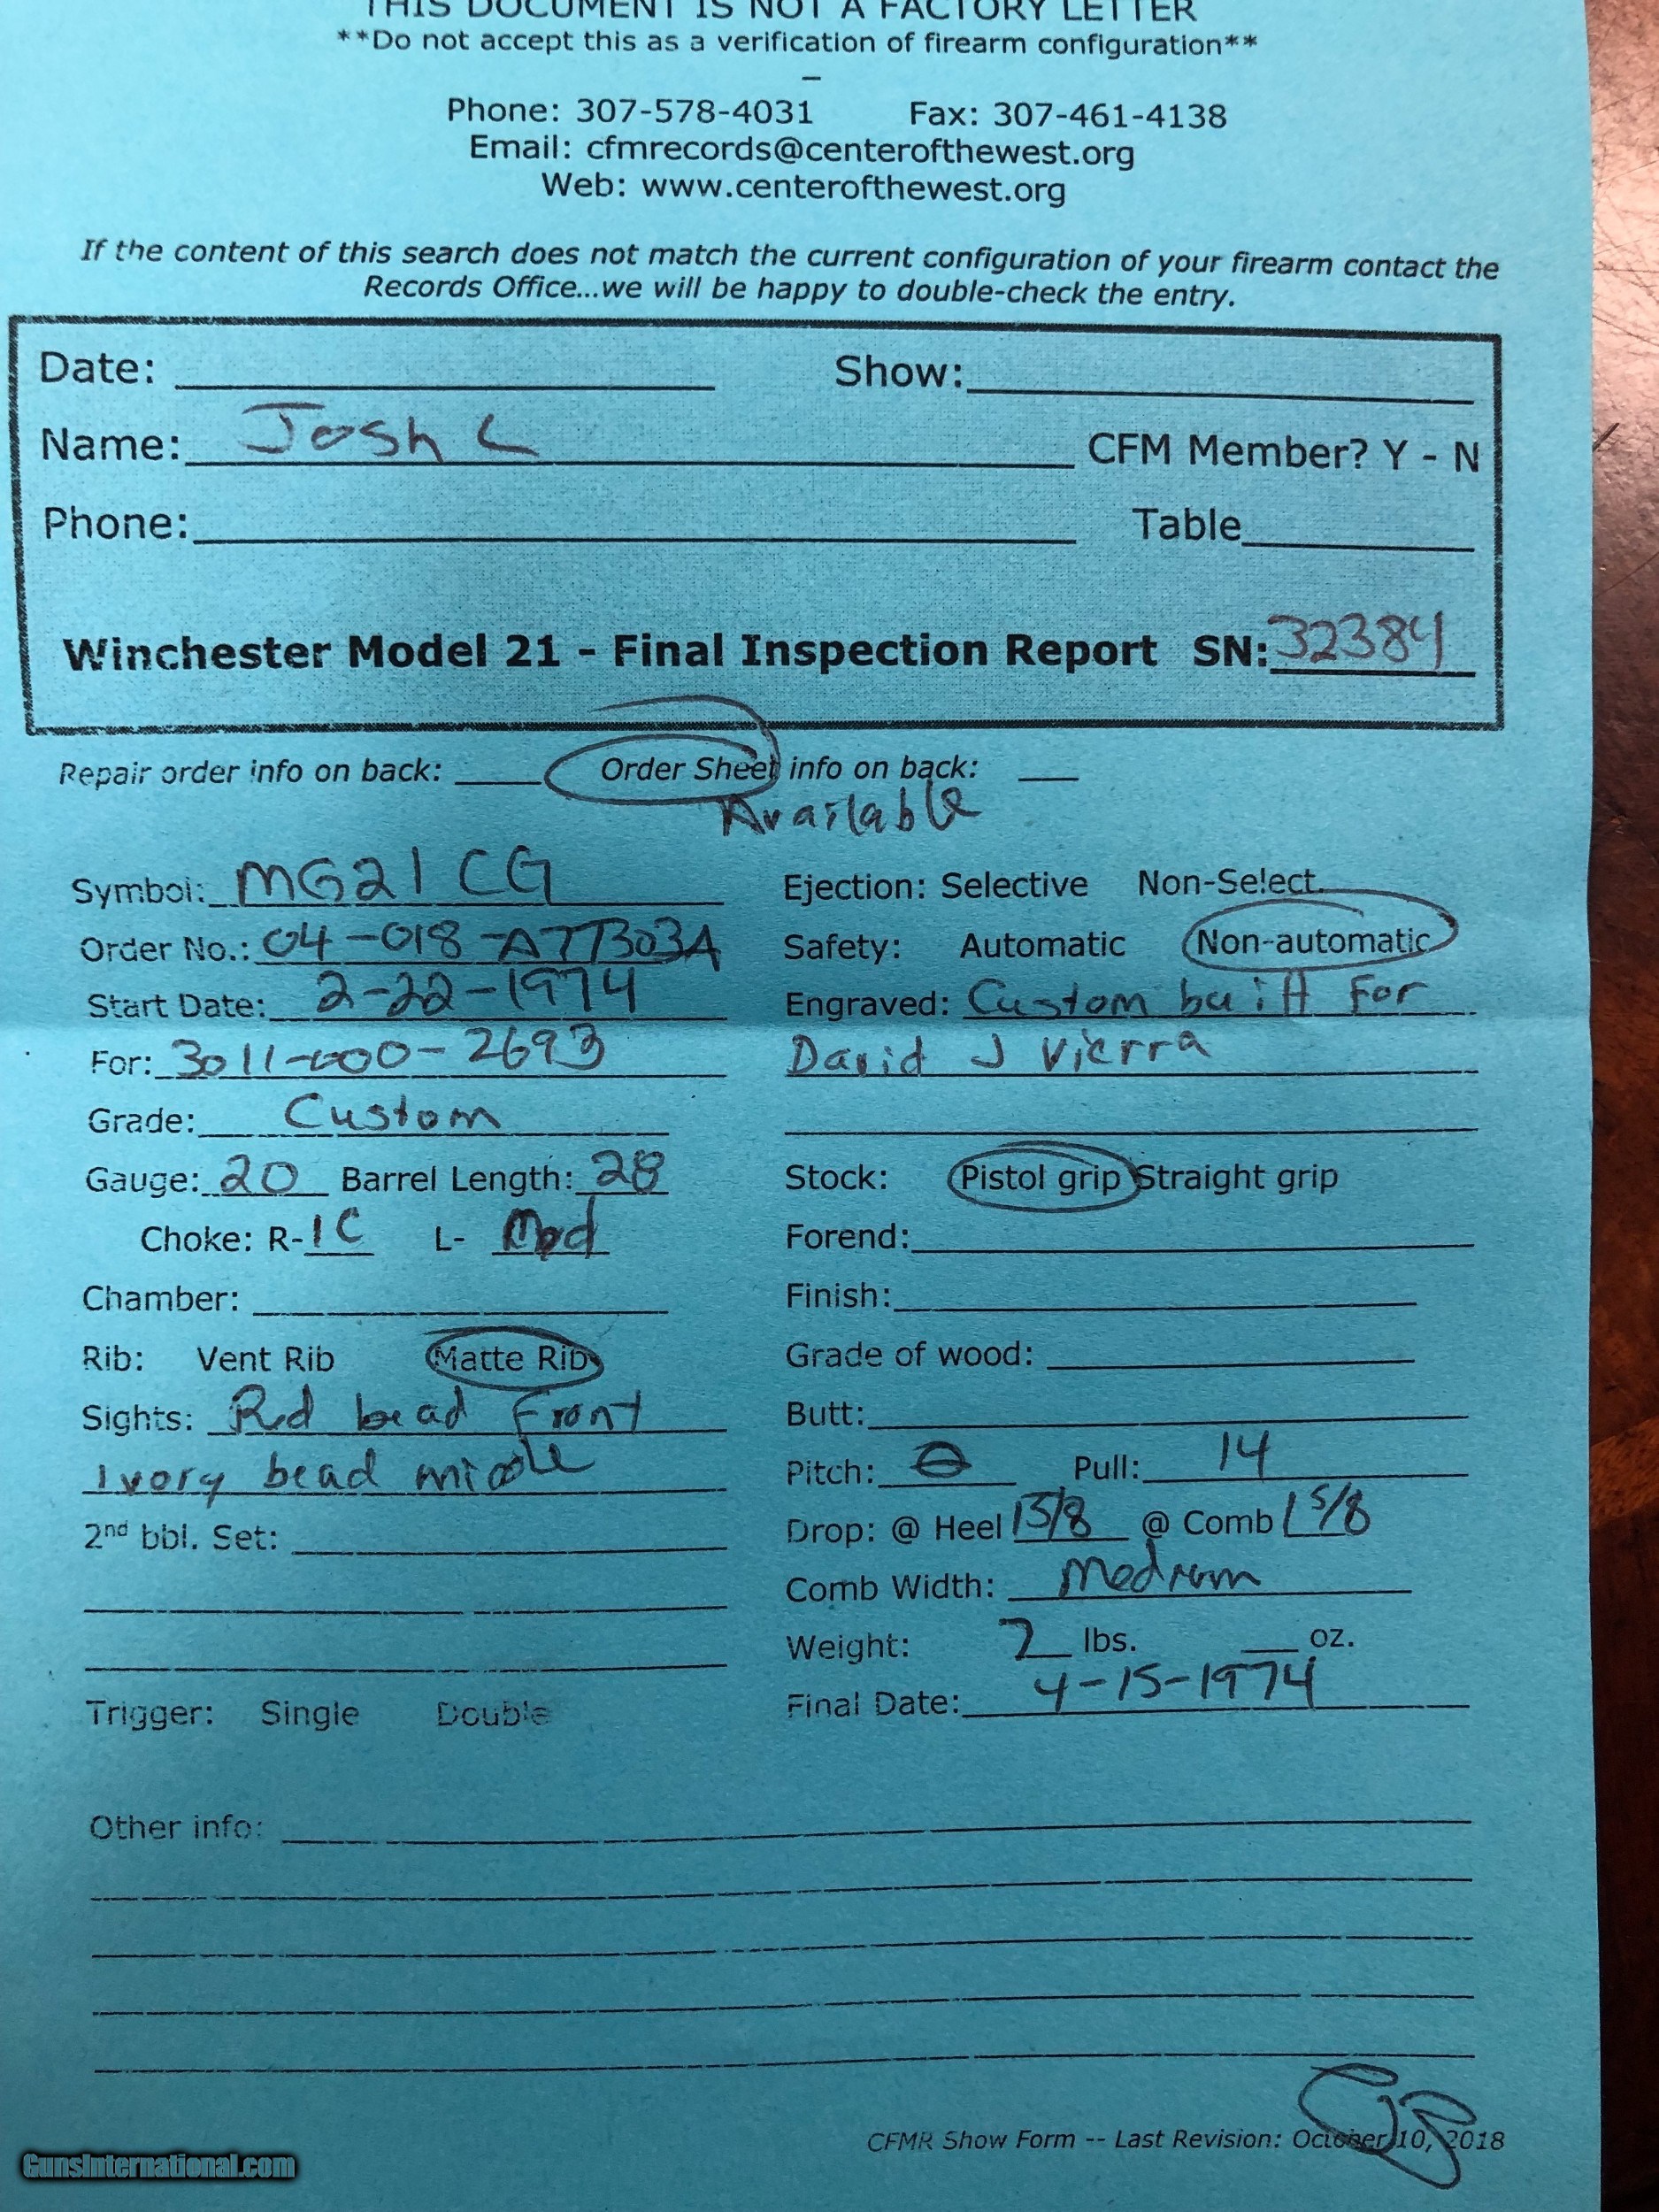 THIS DOCUMENT IS NOT A FACTORY LETTER
**Do not accept this as a verification of firearm configuration**
–
Phone: 307-578-4031 Fax: 307-461-4138
Email: cfmrecords@centerofthewest.org
Web: www.centerofthewest.org
If the content of this search does not match the current configuration of your firearm contact the
Records Office...we will be happy to double-check the entry.
Date: Show:
Name: Josh L CFM Member? Y - N
Phone: Table
Winchester Model 21 - Final Inspection Report SN: 32384
Repair order info on back: Order Sheet info on back:
Available
Symbol: MG21CG Ejection: Selective Non-Select
Order No.: 04-018-A77303A Safety: Automatic Non-automatic
Start Date: 2-22-1974 Engraved: Custom built For
For: 3011-000-2693 David J Vierra
Grade: Custom
Gauge: 20 Barrel Length: 28 Stock: Pistol grip Straight grip
Choke: R- IC L- Mod Forend:
Chamber: Finish:
Rib: Vent Rib Matte Rib Grade of wood:
Sights: Red bead Front Butt:
Ivory bead middle Pitch: 0 Pull: 14
2nd bbl. Set: Drop: @ Heel 15/8 @ Comb 1 5/8
Comb Width: Medium
Weight: 7 lbs. oz.
Trigger: Single Double Final Date: 4-15-1974
Other info:
CFMR Show Form -- Last Revision: October 10, 2018
GunsInternational.com